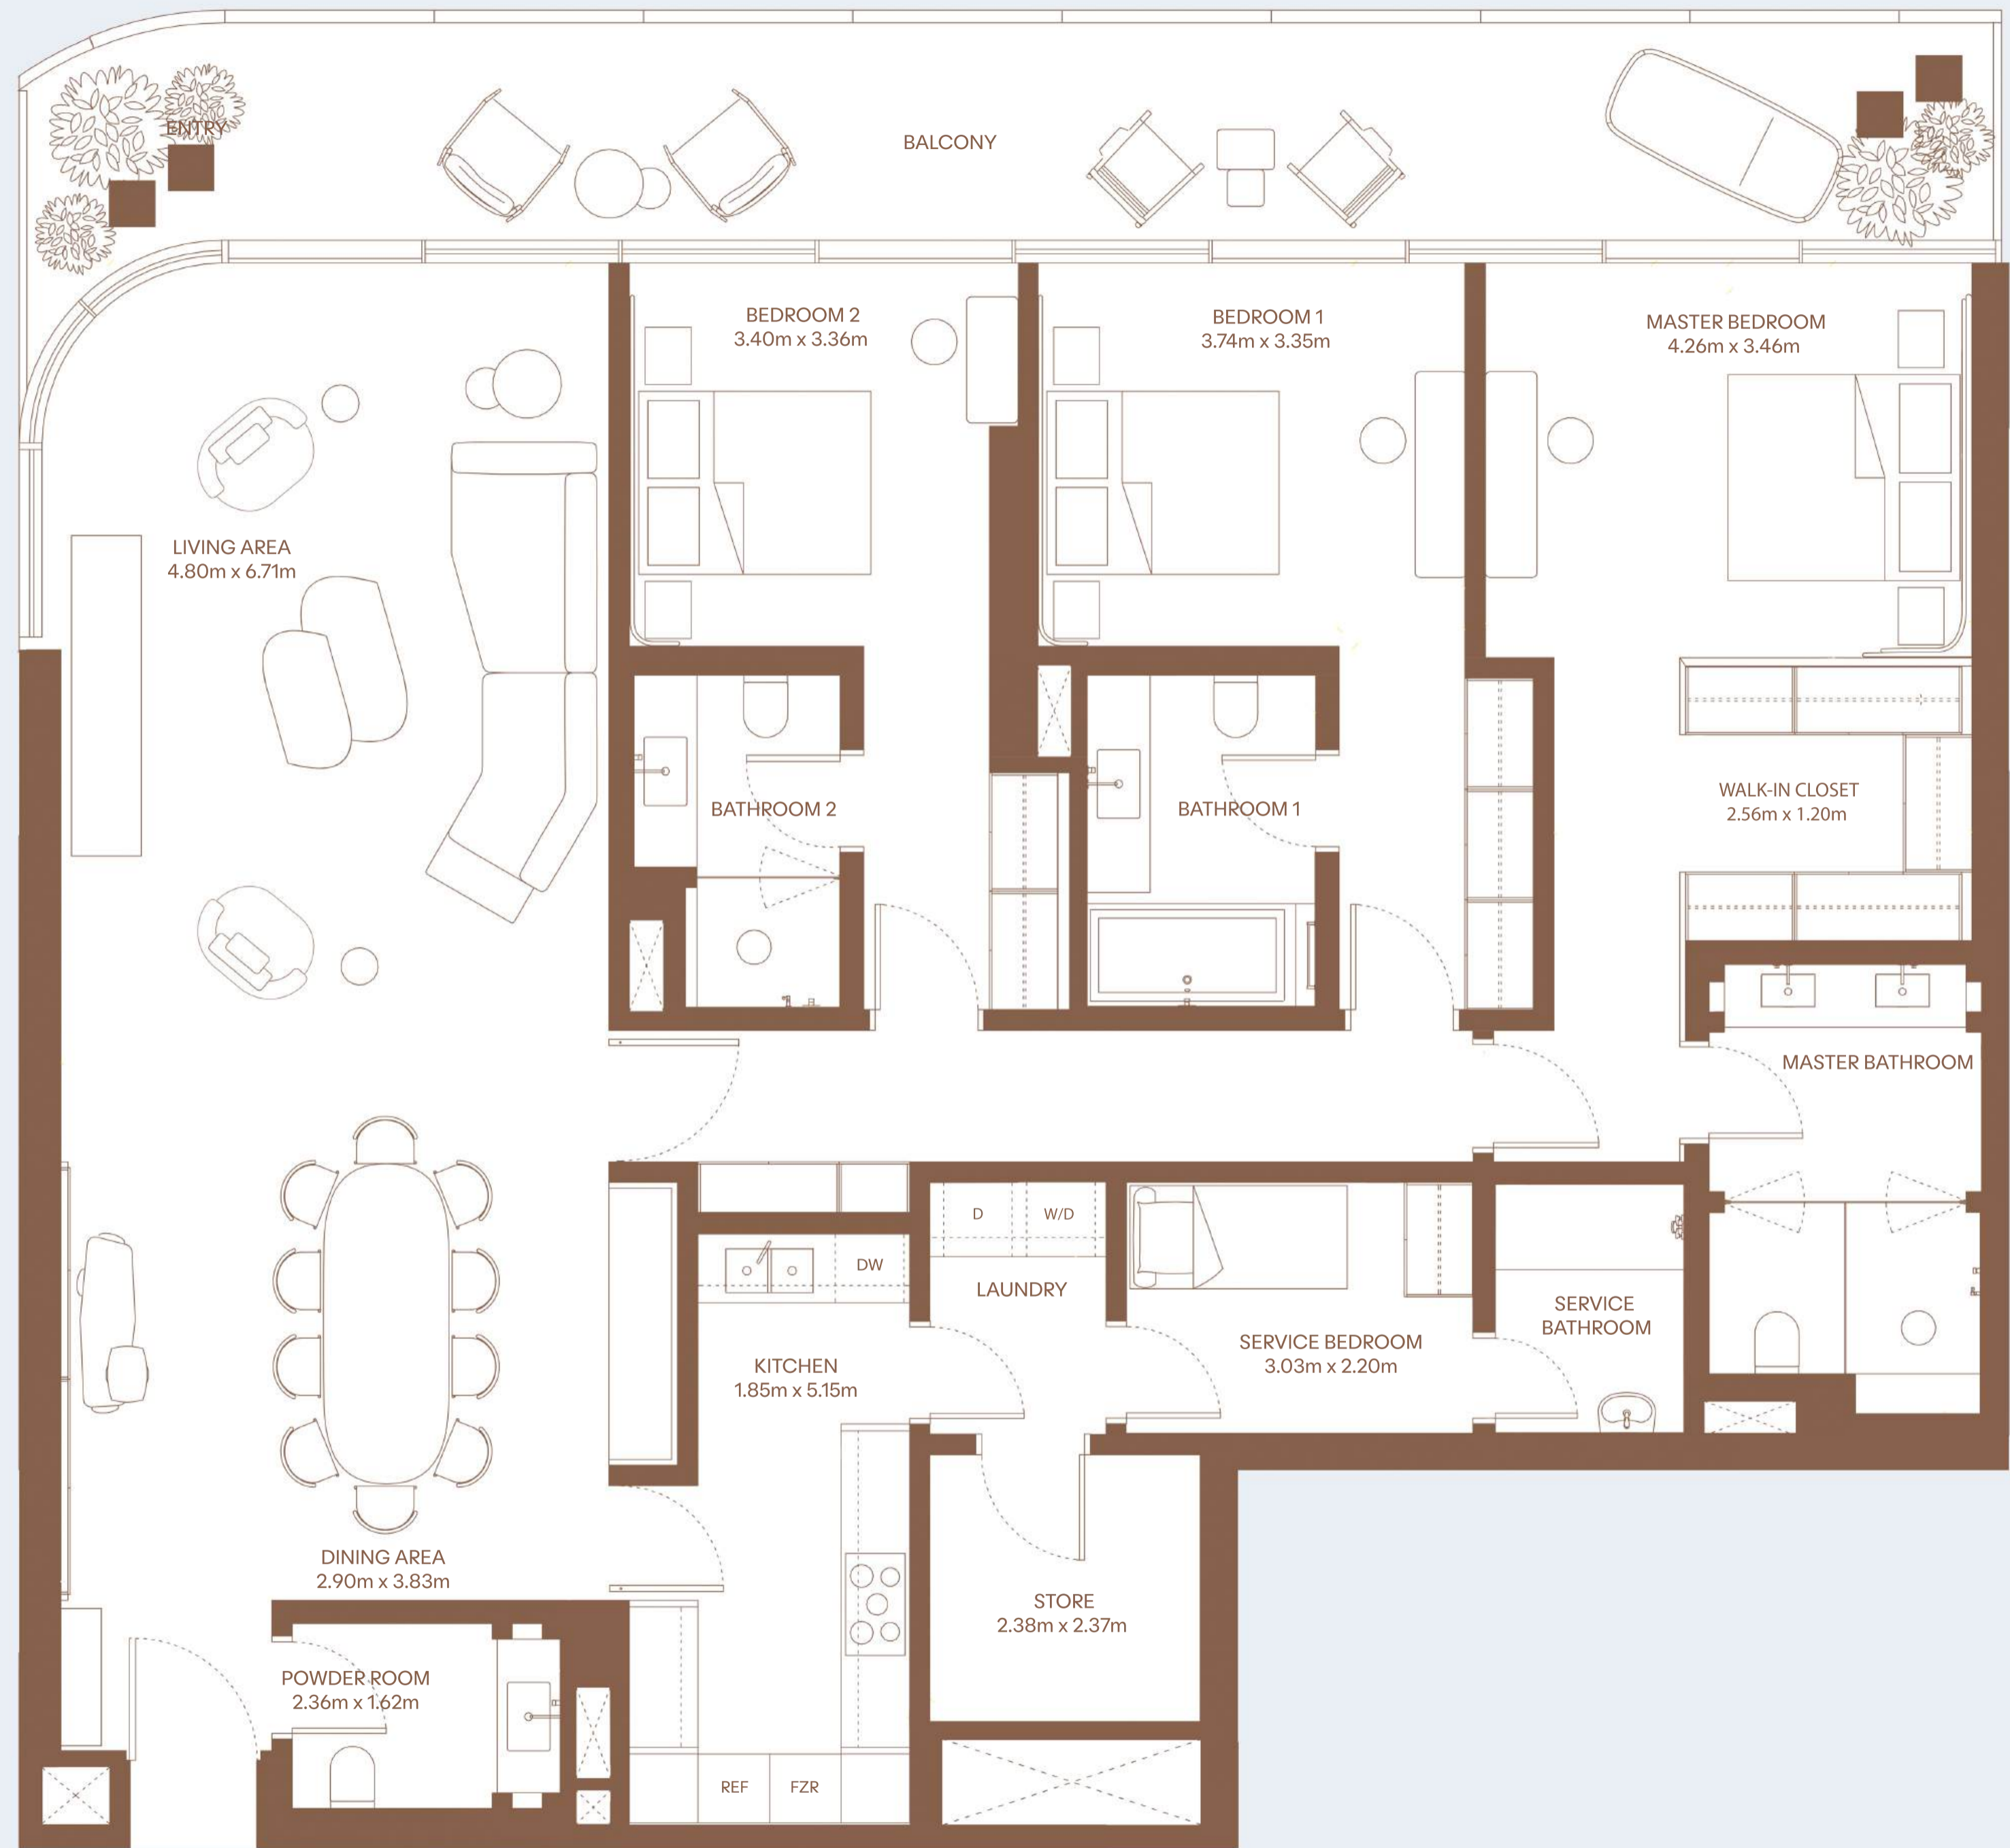 ENTRY
BALCONY
BEDROOM 2
3.40m x 3.36m
BEDROOM 1
3.74m x 3.35m
MASTER BEDROOM
4.26m x 3.46m
LIVING AREA
4.80m x 6.71m
BATHROOM 2
BATHROOM 1
WALK-IN CLOSET
2.56m x 1.20m
MASTER BATHROOM
D
W/D
DW
LAUNDRY
SERVICE
BATHROOM
SERVICE BEDROOM
3.03m x 2.20m
KITCHEN
1.85m x 5.15m
DINING AREA
2.90m x 3.83m
STORE
2.38m x 2.37m
POWDER ROOM
2.36m x 1.62m
REF
FZR